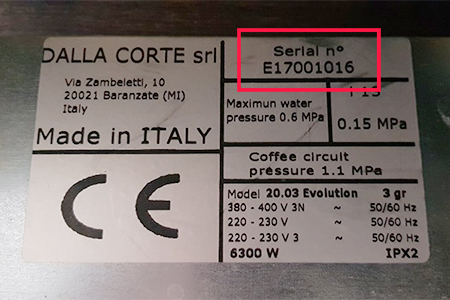 DALLA CORTE srl
Via Zambeletti, 10
20021 Baranzate (MI)
Italy
Made in ITALY
CE
Serial n°
E17001016
Maximun water
pressure 0.6 MPa
0.15 MPa
Coffee circuit
pressure 1.1 MPa
Model 20.03 Evolution 3 gr
380 - 400 V 3N ~ 50/60 Hz
220 - 230 V ~ 50/60 Hz
220 - 230 V 3 ~ 50/60 Hz
6300 W IPX2